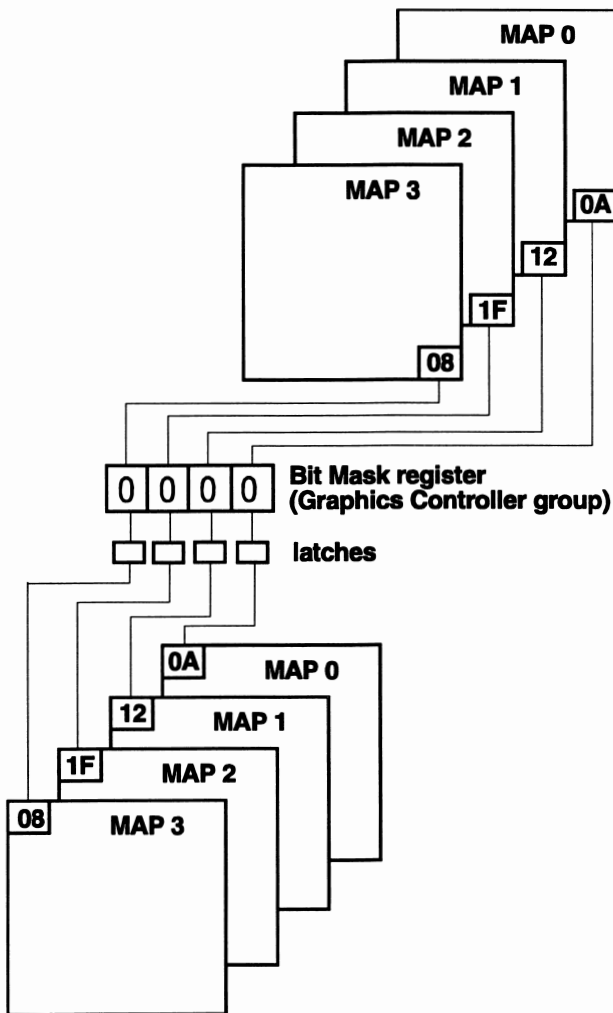 MAP 0
MAP 1
MAP 2
MAP 3
0A
12
1F
08
0 0 0 0
Bit Mask register
(Graphics Controller group)
latches
0A
MAP 0
12
MAP 1
1F
MAP 2
08
MAP 3